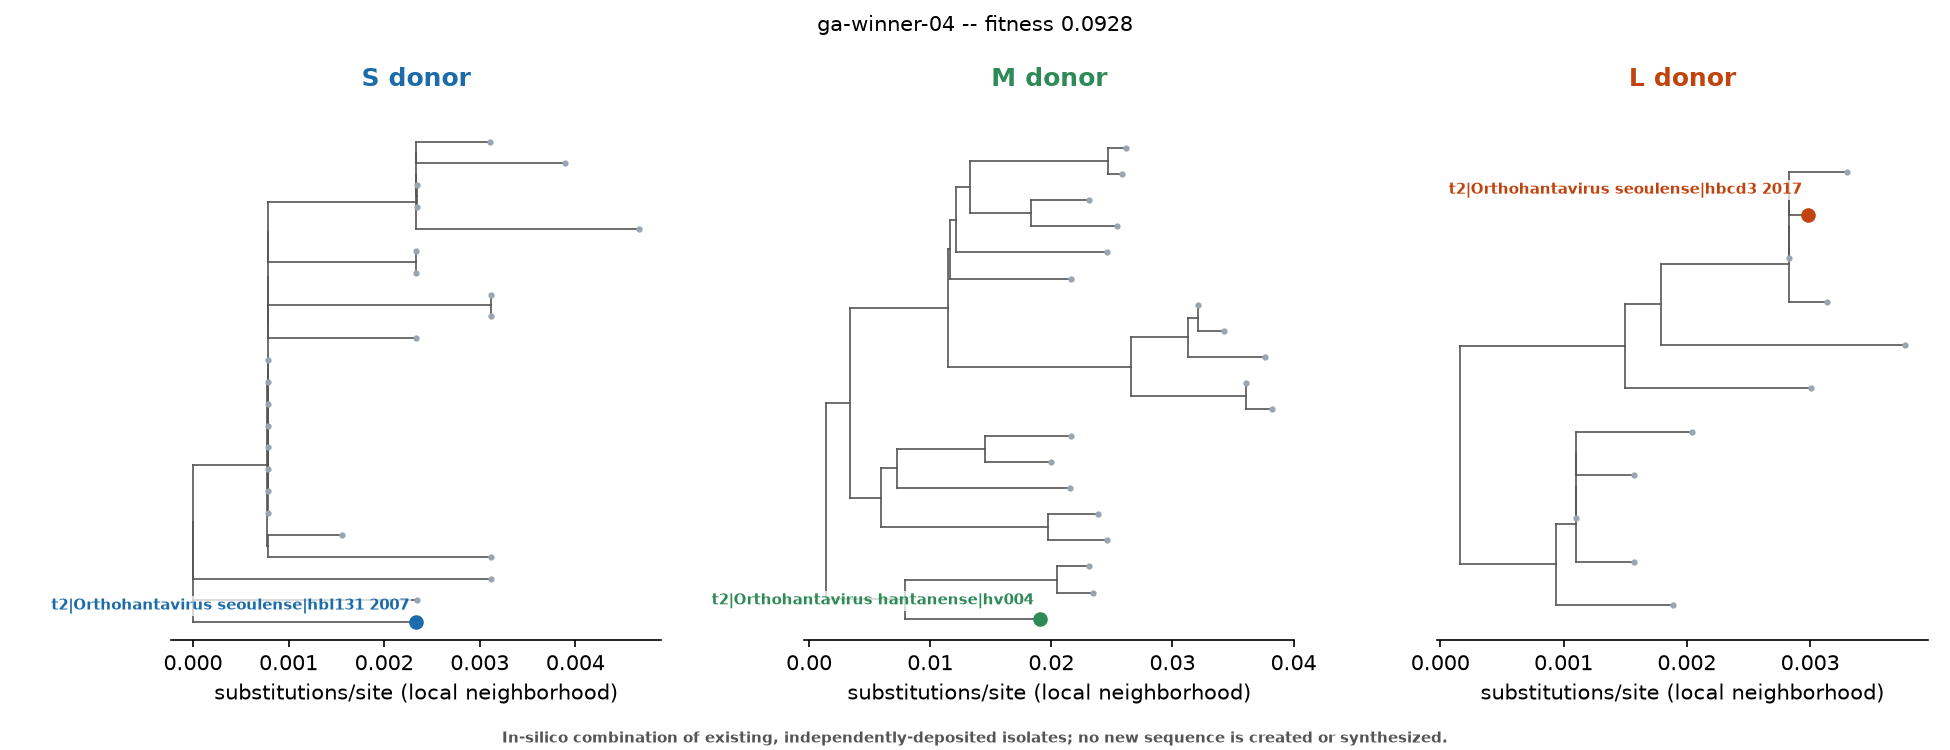 ga-winner-04 -- fitness 0.0928
S donor
M donor
L donor
t2|Orthohantavirus seoulense|hbcd3 2017
t2|Orthohantavirus hantanense|hv004
t2|Orthohantavirus seoulense|hbl131 2007
0.000 0.001 0.002 0.003 0.004
0.00 0.01 0.02 0.03 0.04
0.000 0.001 0.002 0.003
substitutions/site (local neighborhood)
substitutions/site (local neighborhood)
substitutions/site (local neighborhood)
In-silico combination of existing, independently-deposited isolates; no new sequence is created or synthesized.